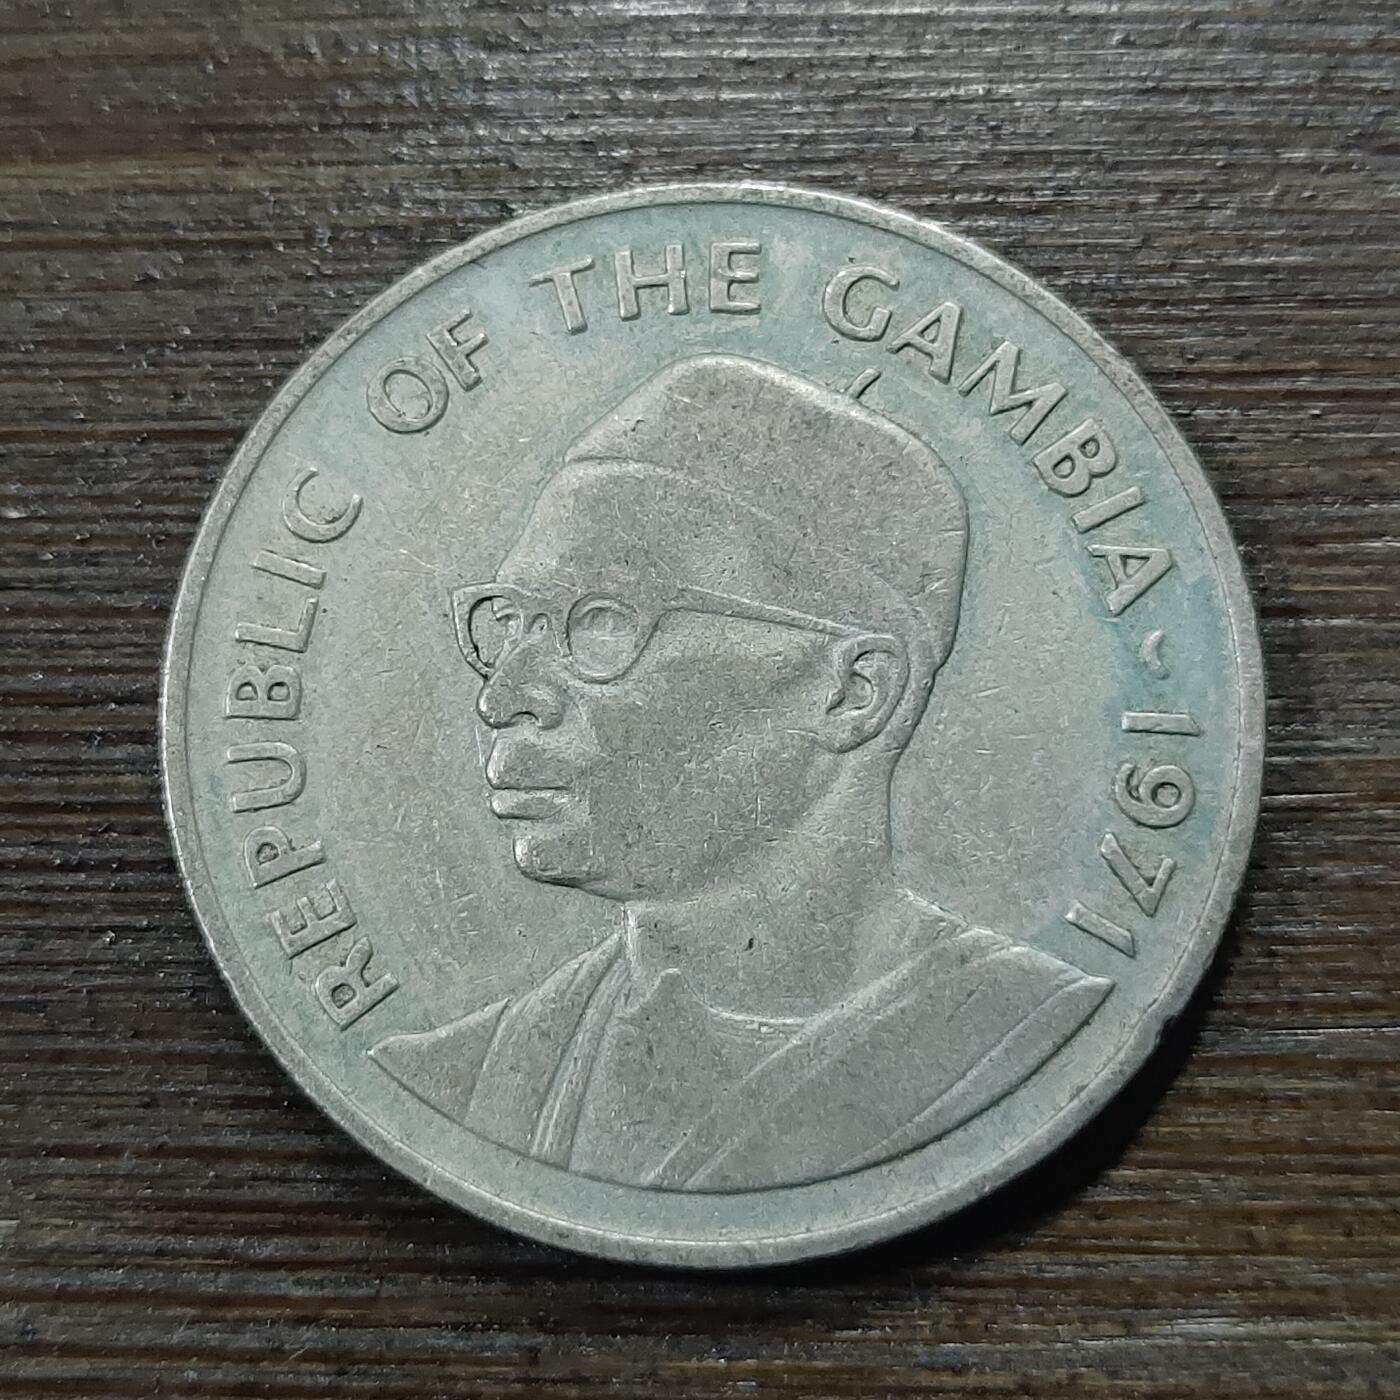 REPUBLIC OF THE GAMBIA ~ 1971